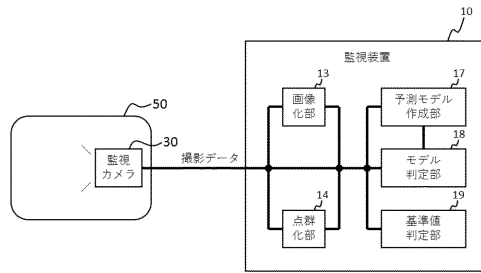 10
監視装置
13
画像
化部
17
予測モデル
作成部
50
30
監視
カメラ
撮影データ
18
モデル
判定部
14
点群
化部
19
基準値
判定部